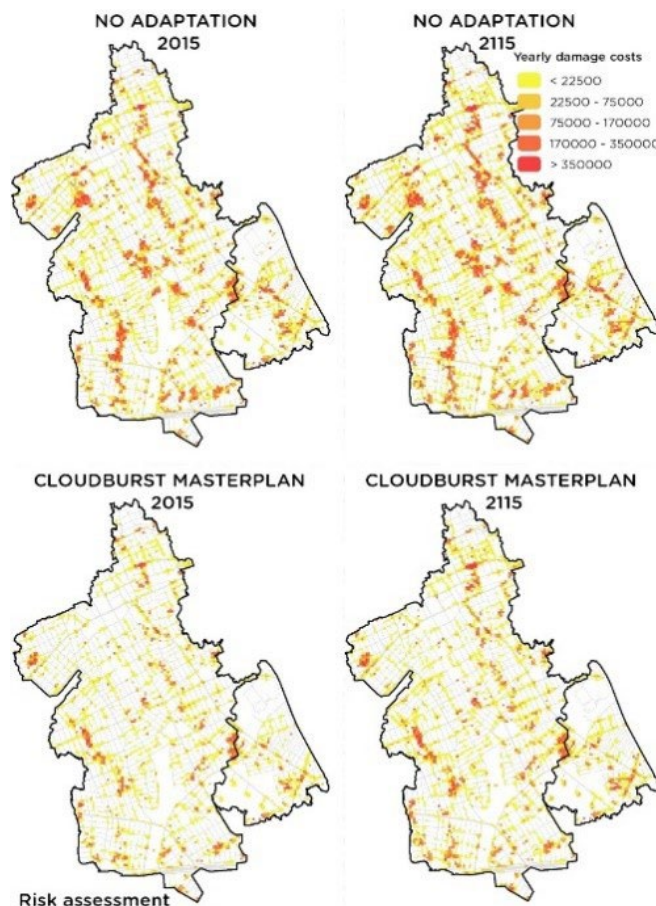 NO ADAPTATION
2015
NO ADAPTATION
2115
Yearly damage costs
< 22500
22500 - 75000
75000 - 170000
170000 - 350000
> 350000
CLOUDBURST MASTERPLAN
2015
CLOUDBURST MASTERPLAN
2115
Risk assessment